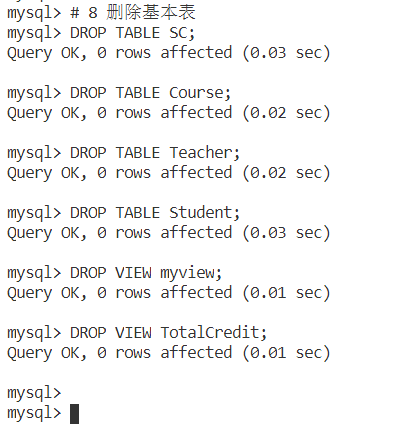 mysql> # 8 删除基本表
mysql> DROP TABLE SC;
Query OK, 0 rows affected (0.03 sec)
mysql> DROP TABLE Course;
Query OK, 0 rows affected (0.02 sec)
mysql> DROP TABLE Teacher;
Query OK, 0 rows affected (0.02 sec)
mysql> DROP TABLE Student;
Query OK, 0 rows affected (0.03 sec)
mysql> DROP VIEW myview;
Query OK, 0 rows affected (0.01 sec)
mysql> DROP VIEW TotalCredit;
Query OK, 0 rows affected (0.01 sec)
mysql>
mysql>